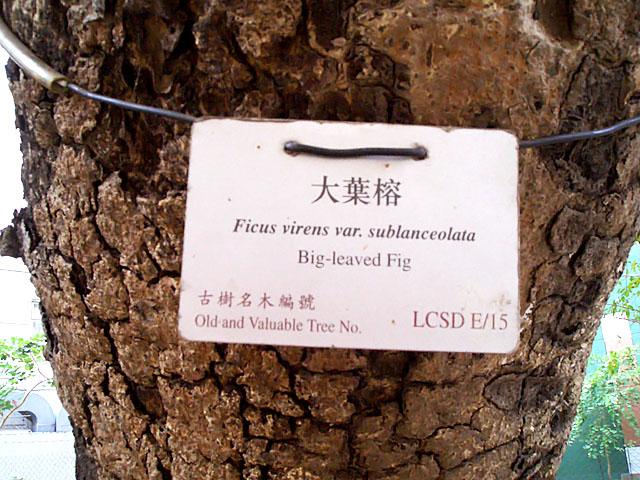 大葉榕
Ficus virens var. sublanceolata
Big-leaved Fig
古樹名木編號
Old and Valuable Tree No. LCSD E/15